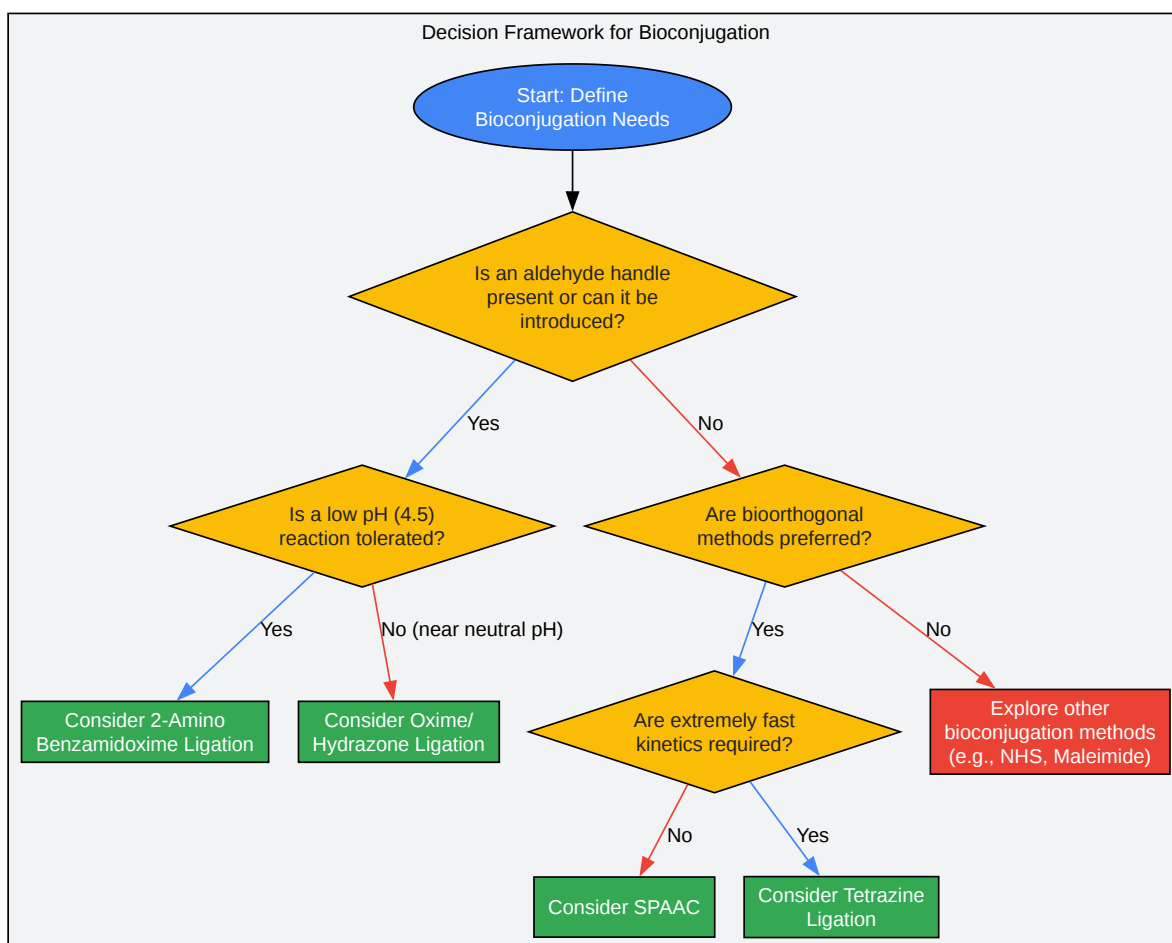 Decision Framework for Bioconjugation
Start: Define
Bioconjugation Needs
Is an aldehyde handle
present or can it be
introduced?
Yes
No
Is a low pH (4.5)
reaction tolerated?
Are bioorthogonal
methods preferred?
Yes
No (near neutral pH)
Yes
No
Consider 2-Amino
Benzamidoxime Ligation
Consider Oxime/
Hydrazone Ligation
Are extremely fast
kinetics required?
Explore other
bioconjugation methods
(e.g., NHS, Maleimide)
No
Yes
Consider SPAAC
Consider Tetrazine
Ligation